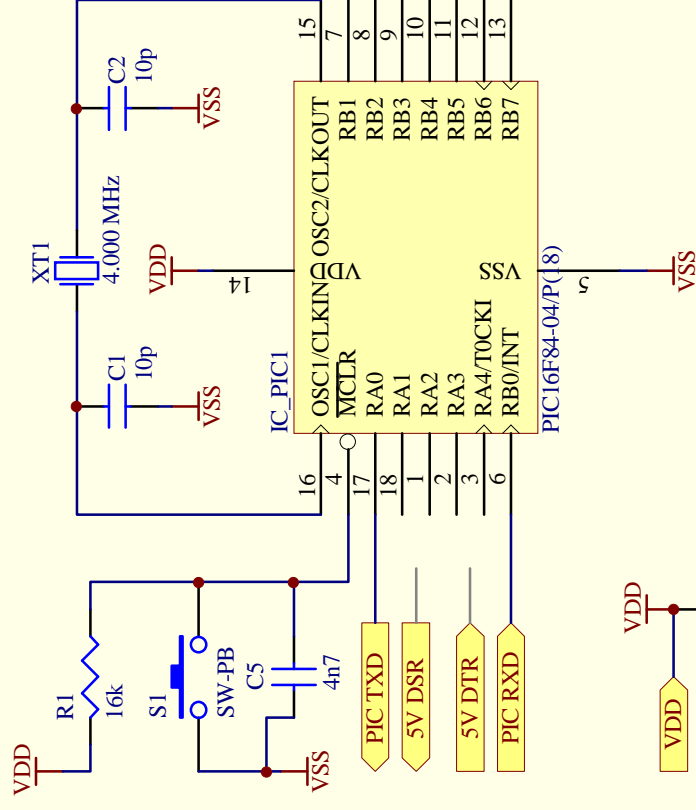 C2
10p
VSS
XT1
4.000 MHz
VDD
C1
10p
VSS
IC_PIC1
PIC16F84-04/P(18)
15
OSC2/CLKOUT
7
RB1
8
RB2
9
RB3
10
RB4
11
RB5
12
RB6
13
RB7
14
VDD
5
VSS
VSS
16
OSC1/CLKIN
4
MCLR
17
RA0
18
RA1
1
RA2
2
RA3
3
RA4/T0CKI
6
RB0/INT
R1
16k
VDD
S1
SW-PB
C5
4n7
VSS
PIC TXD
5V DSR
5V DTR
PIC RXD
VDD
VDD